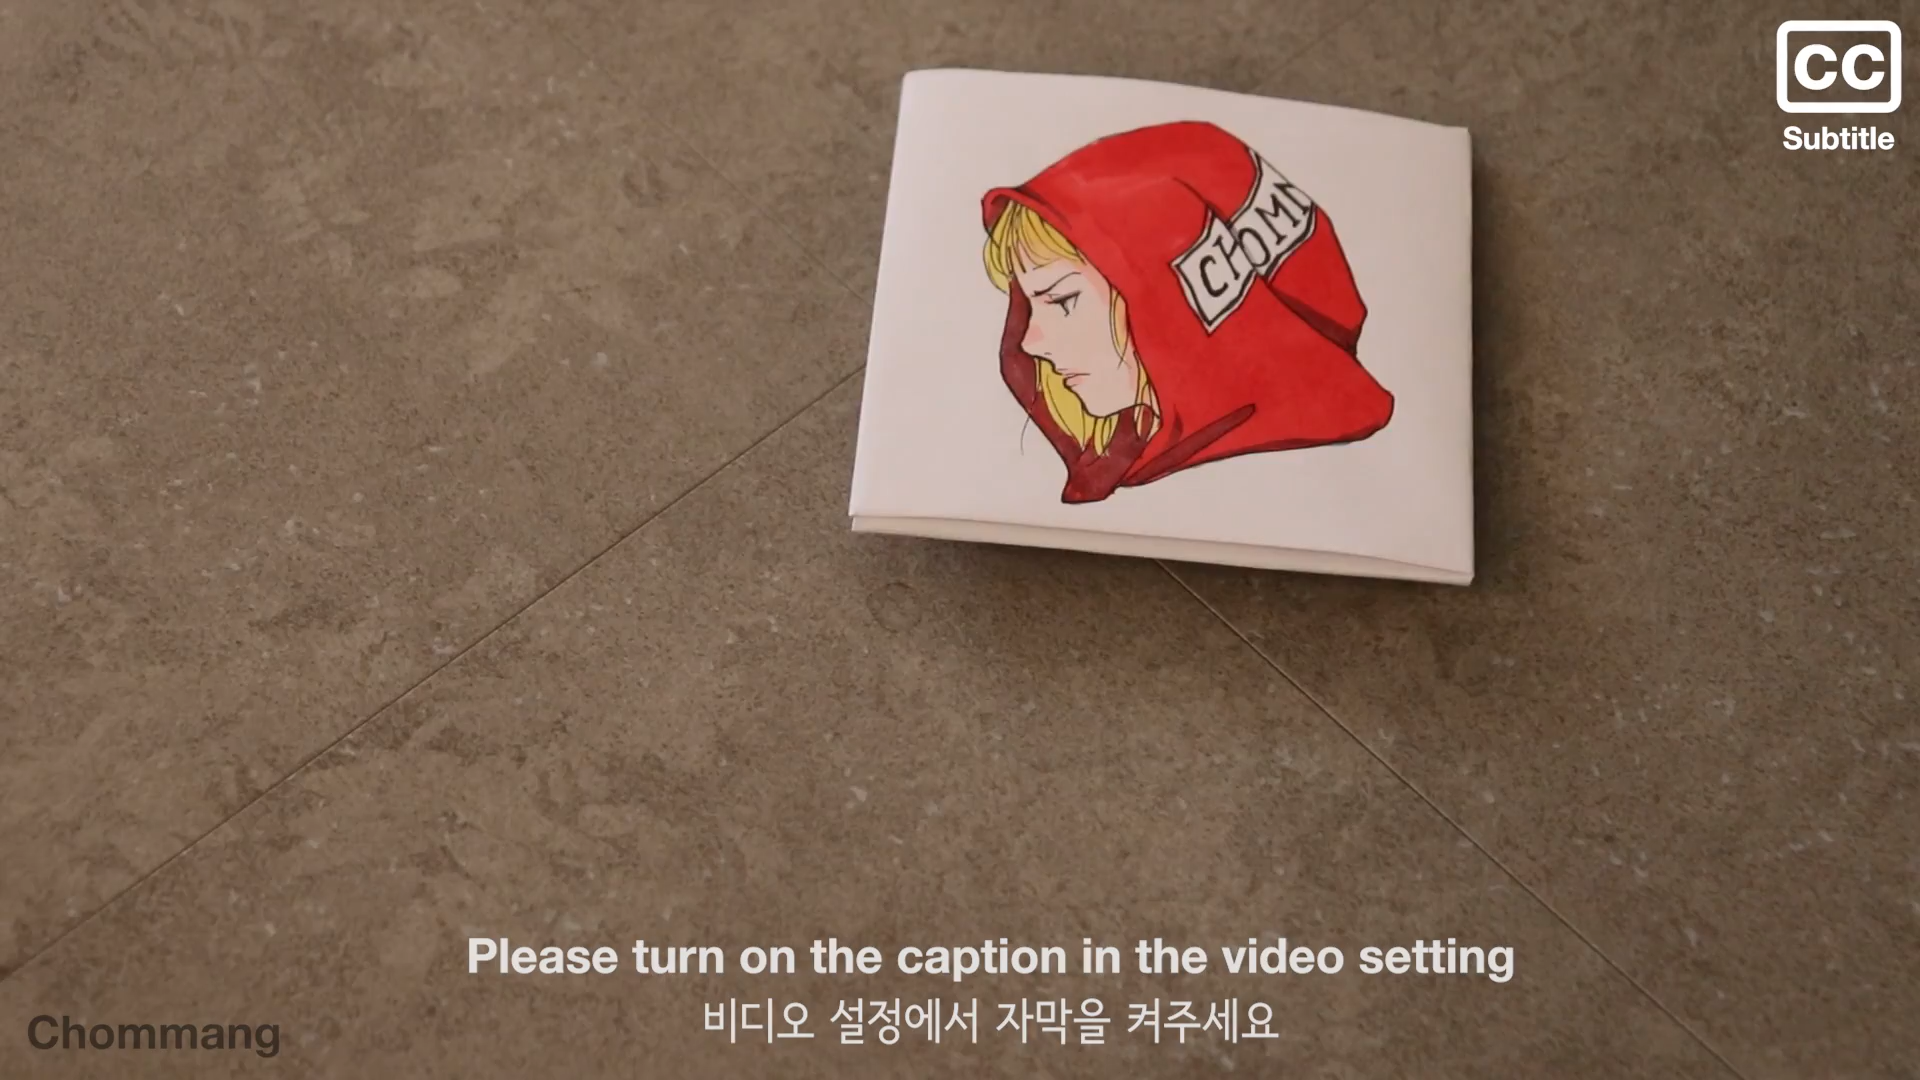 CC
Subtitle
CHOMM
Please turn on the caption in the video setting
비디오 설정에서 자막을 켜주세요
Chommang